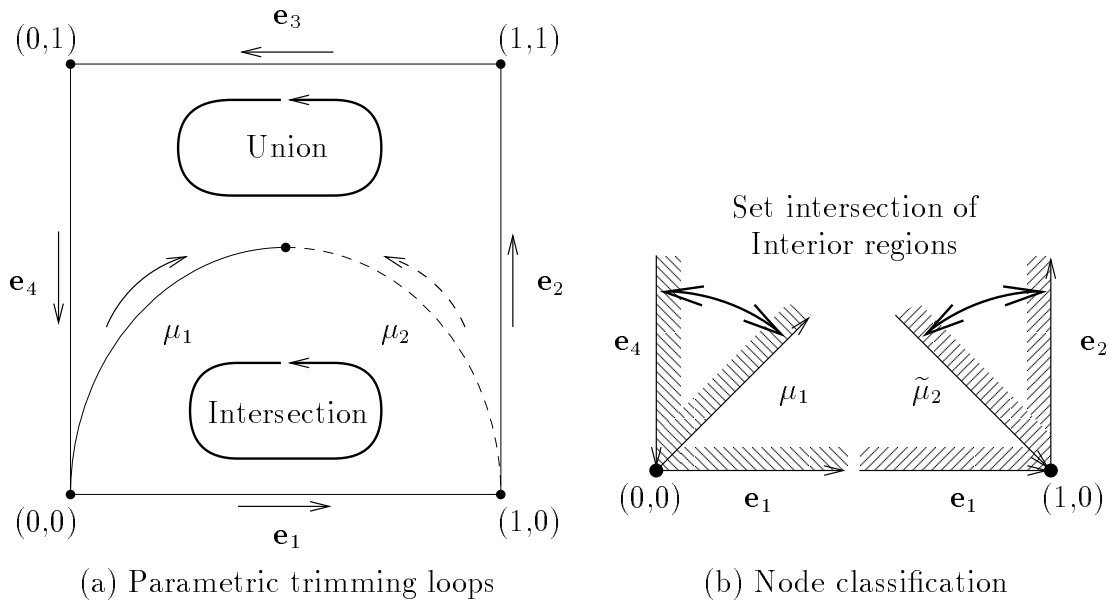 e₃
(0,1)
(1,1)
Union
e₄
e₂
μ₁
μ₂
Intersection
(0,0)
(1,0)
e₁
(a) Parametric trimming loops
Set intersection of
Interior regions
e₄
e₂
μ₁
μ̃₂
(0,0)
e₁
e₁
(1,0)
(b) Node classification